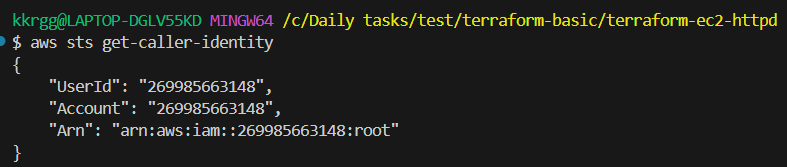 kkrgg@LAPTOP-DGLV55KD MINGW64 /c/Daily tasks/test/terraform-basic/terraform-ec2-httpd
$ aws sts get-caller-identity
{
    "UserId": "269985663148",
    "Account": "269985663148",
    "Arn": "arn:aws:iam::269985663148:root"
}